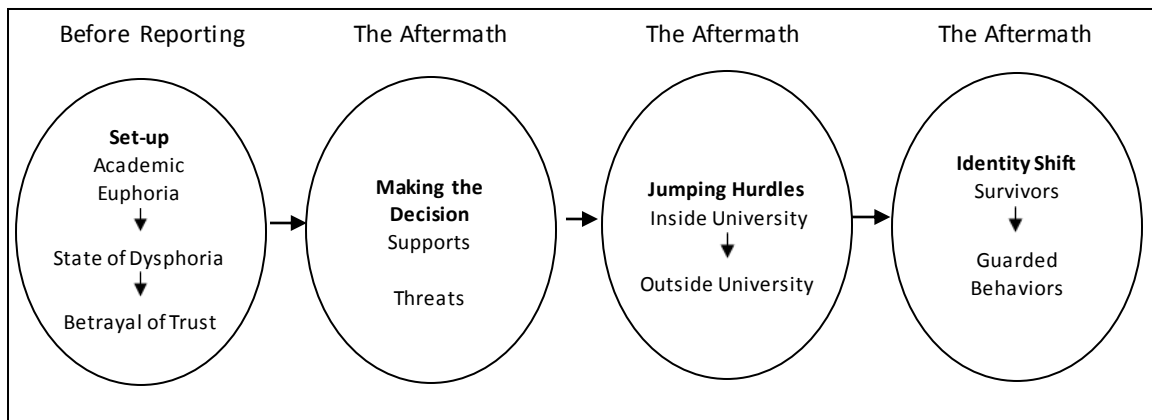 Before Reporting
The Aftermath
The Aftermath
The Aftermath
Set-up
Academic
Euphoria
State of Dysphoria
Betrayal of Trust
Making the
Decision
Supports
Threats
Jumping Hurdles
Inside University
Outside University
Identity Shift
Survivors
Guarded
Behaviors